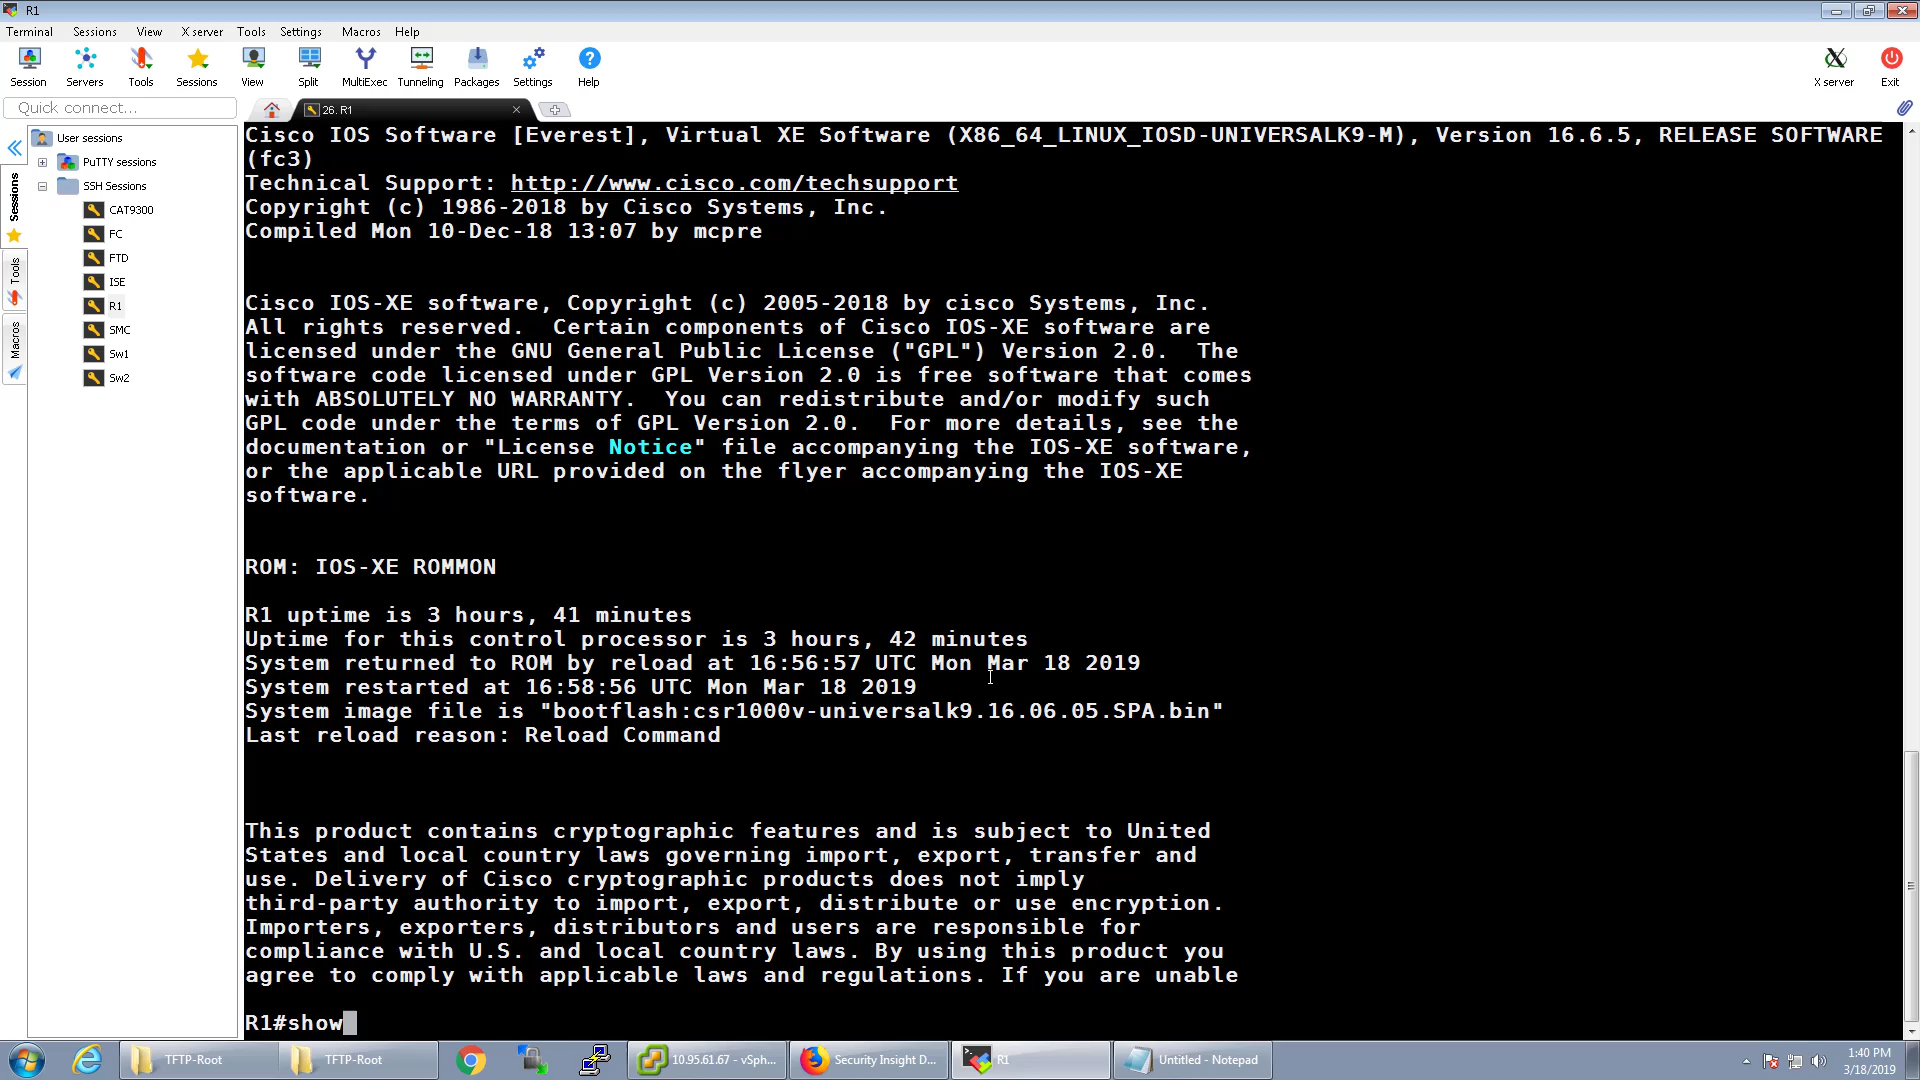 R1
Terminal Sessions View X server Tools Settings Macros Help
Session Servers Tools Sessions View Split MultiExec Tunneling Packages Settings Help X server Exit
Quick connect...
26. R1
Sessions
Tools
Macros
User sessions
PuTTY sessions
SSH Sessions
CAT9300
FC
FTD
ISE
R1
SMC
Sw1
Sw2
Cisco IOS Software [Everest], Virtual XE Software (X86_64_LINUX_IOSD-UNIVERSALK9-M), Version 16.6.5, RELEASE SOFTWARE
(fc3)
Technical Support: http://www.cisco.com/techsupport
Copyright (c) 1986-2018 by Cisco Systems, Inc.
Compiled Mon 10-Dec-18 13:07 by mcpre
Cisco IOS-XE software, Copyright (c) 2005-2018 by cisco Systems, Inc.
All rights reserved.  Certain components of Cisco IOS-XE software are
licensed under the GNU General Public License ("GPL") Version 2.0.  The
software code licensed under GPL Version 2.0 is free software that comes
with ABSOLUTELY NO WARRANTY.  You can redistribute and/or modify such
GPL code under the terms of GPL Version 2.0.  For more details, see the
documentation or "License Notice" file accompanying the IOS-XE software,
or the applicable URL provided on the flyer accompanying the IOS-XE
software.
ROM: IOS-XE ROMMON
R1 uptime is 3 hours, 41 minutes
Uptime for this control processor is 3 hours, 42 minutes
System returned to ROM by reload at 16:56:57 UTC Mon Mar 18 2019
System restarted at 16:58:56 UTC Mon Mar 18 2019
System image file is "bootflash:csr1000v-universalk9.16.06.05.SPA.bin"
Last reload reason: Reload Command
This product contains cryptographic features and is subject to United
States and local country laws governing import, export, transfer and
use. Delivery of Cisco cryptographic products does not imply
third-party authority to import, export, distribute or use encryption.
Importers, exporters, distributors and users are responsible for
compliance with U.S. and local country laws. By using this product you
agree to comply with applicable laws and regulations. If you are unable
R1#show
TFTP-Root TFTP-Root 10.95.61.67 - vSph... Security Insight D... R1 Untitled - Notepad
1:40 PM
3/18/2019